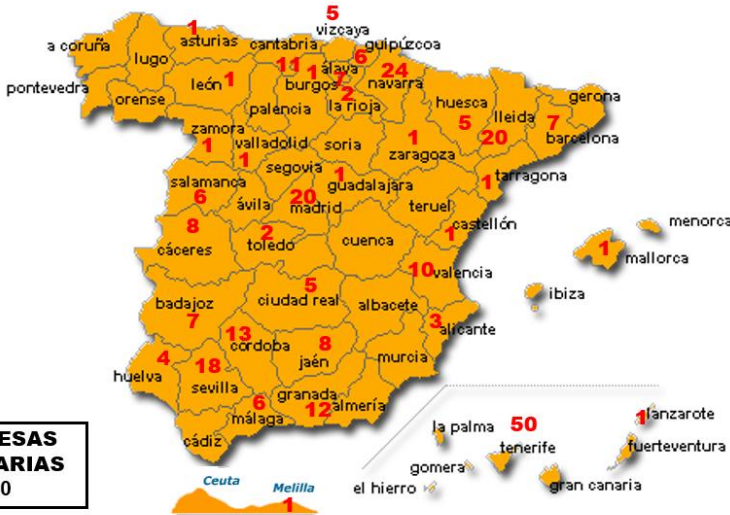 5
vizcaya
1
asturias
cantabria
guipúzcoa
a coruña
lugo
11
6
álava
1
7
24
navarra
pontevedra
orense
león 1
burgos
2
la rioja
palencia
huesca
5
lleida
20
gerona
7
barcelona
zamora
1
valladolid
1
soria
1
zaragoza
segovia
salamanca
6
ávila
20
madrid
1
guadalajara
1 tarragona
teruel
castellón
1
8
cáceres
2
toledo
cuenca
menorca
1
mallorca
10
valencia
ibiza
5
ciudad real
badajoz
7
albacete
3
alicante
13
córdoba
8
jaén
murcia
4
huelva
18
sevilla
6
málaga
granada
12
almería
cádiz
la palma
50
tenerife
1
lanzarote
fuerteventura
gomera
el hierro
gran canaria
ESAS
ARIAS
0
Ceuta
Melilla
1